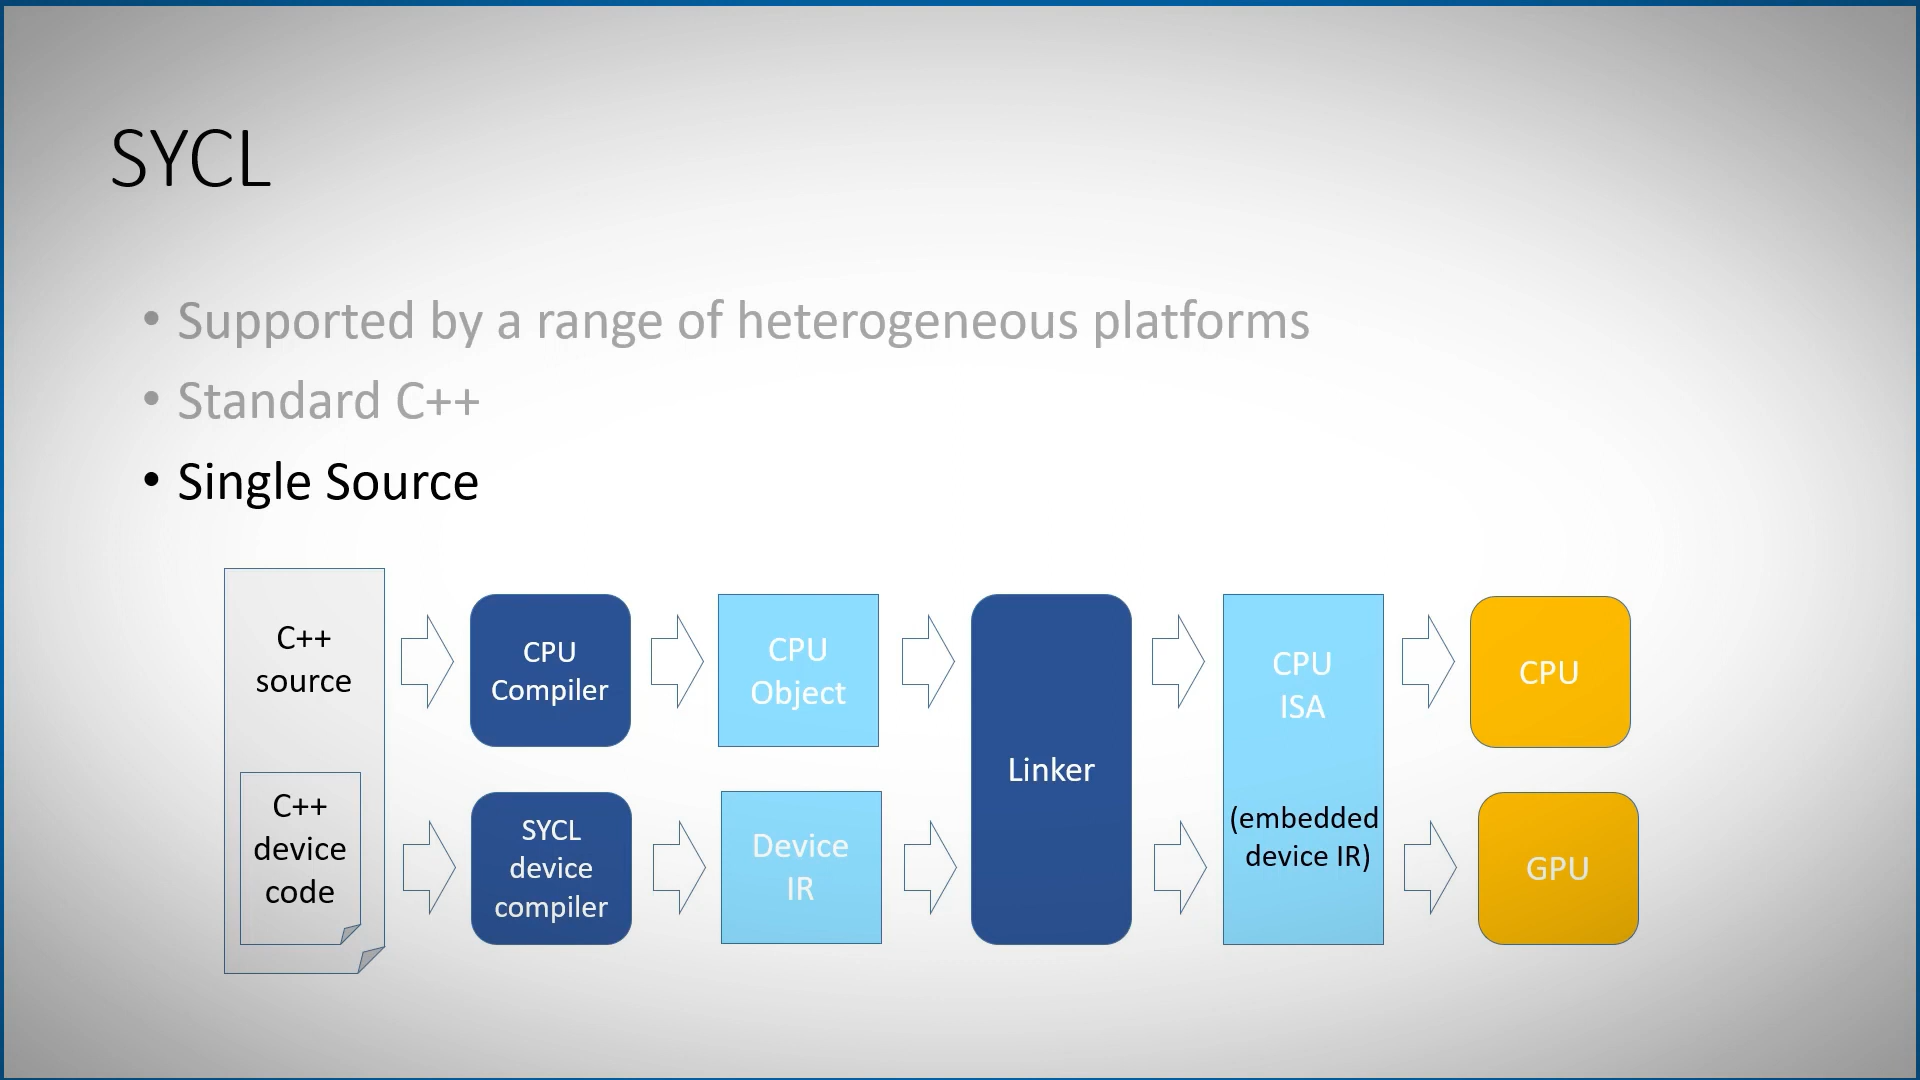 SYCL
• Supported by a range of heterogeneous platforms
• Standard C++
• Single Source
C++
source
C++
device
code
CPU
Compiler
SYCL
device
compiler
CPU
Object
Device
IR
Linker
CPU
ISA
(embedded
device IR)
CPU
GPU